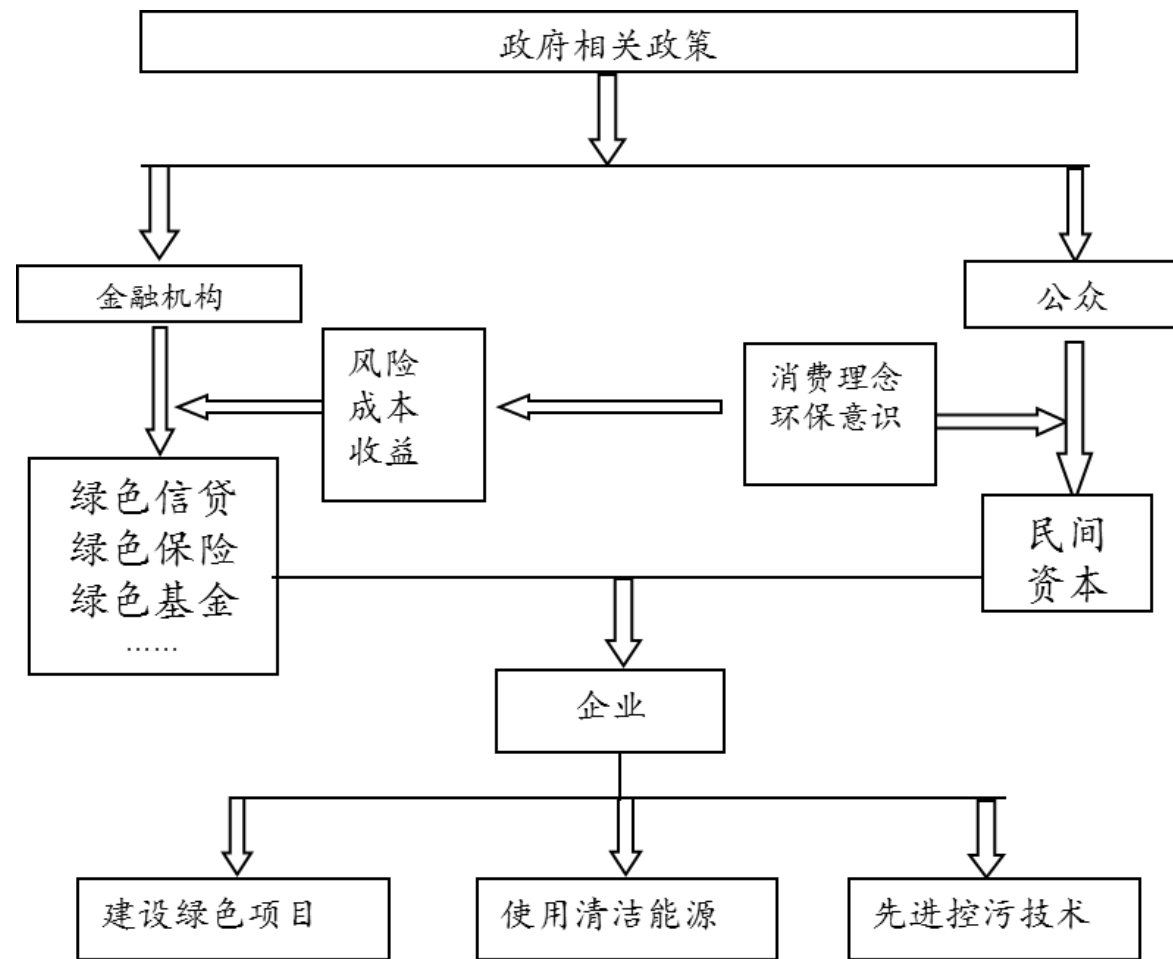 政府相关政策
金融机构
公众
风险
成本
收益
消费理念
环保意识
绿色信贷
绿色保险
绿色基金
……
民间
资本
企业
建设绿色项目
使用清洁能源
先进控污技术